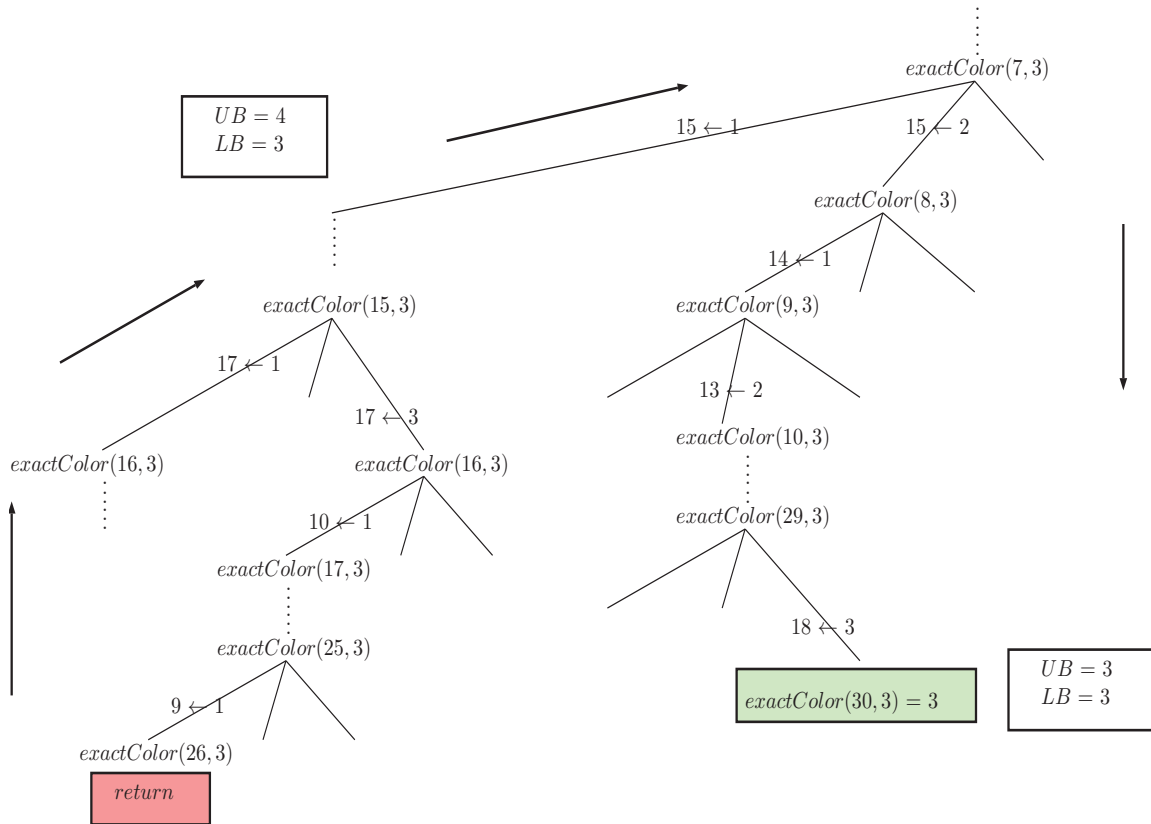 exactColor(7, 3)
UB = 4
LB = 3
15 ← 1
15 ← 2
exactColor(8, 3)
14 ← 1
exactColor(15, 3)
exactColor(9, 3)
17 ← 1
13 ← 2
17 ← 3
exactColor(10, 3)
exactColor(16, 3)
exactColor(16, 3)
10 ← 1
exactColor(29, 3)
exactColor(17, 3)
18 ← 3
exactColor(25, 3)
UB = 3
LB = 3
9 ← 1
exactColor(30, 3) = 3
exactColor(26, 3)
return